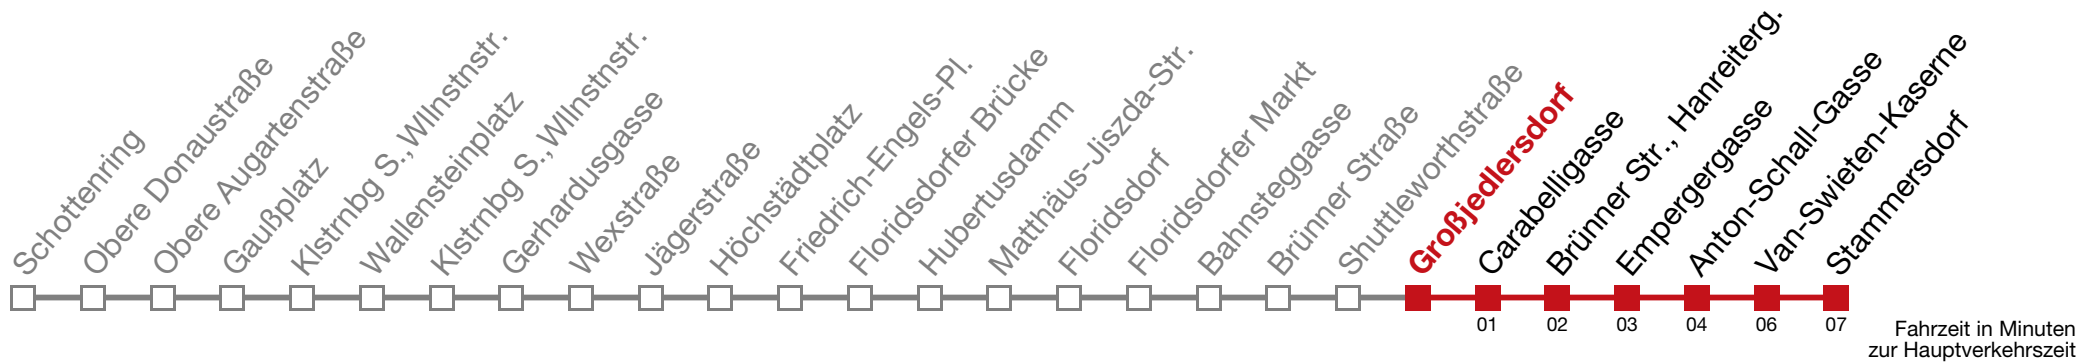 Schottenring
Obere Donaustraße
Obere Augartenstraße
Gaußplatz
Klstrnbg S., Wllnstnstr.
Wallensteinplatz
Klstrnbg S., Wllnstnstr.
Gerhardusgasse
Wexstraße
Jägerstraße
Höchstädtplatz
Friedrich-Engels-Pl.
Floridsdorfer Brücke
Hubertusdamm
Matthäus-Jiszda-Str.
Floridsdorf
Floridsdorfer Markt
Bahnsteggasse
Brünner Straße
Shuttleworthstraße
Großjedlersdorf
Carabelligasse
Brünner Str., Hanreiterg.
Empergergasse
Anton-Schall-Gasse
Van-Swieten-Kaserne
Stammersdorf
01 02 03 04 06 07
Fahrzeit in Minuten
zur Hauptverkehrszeit